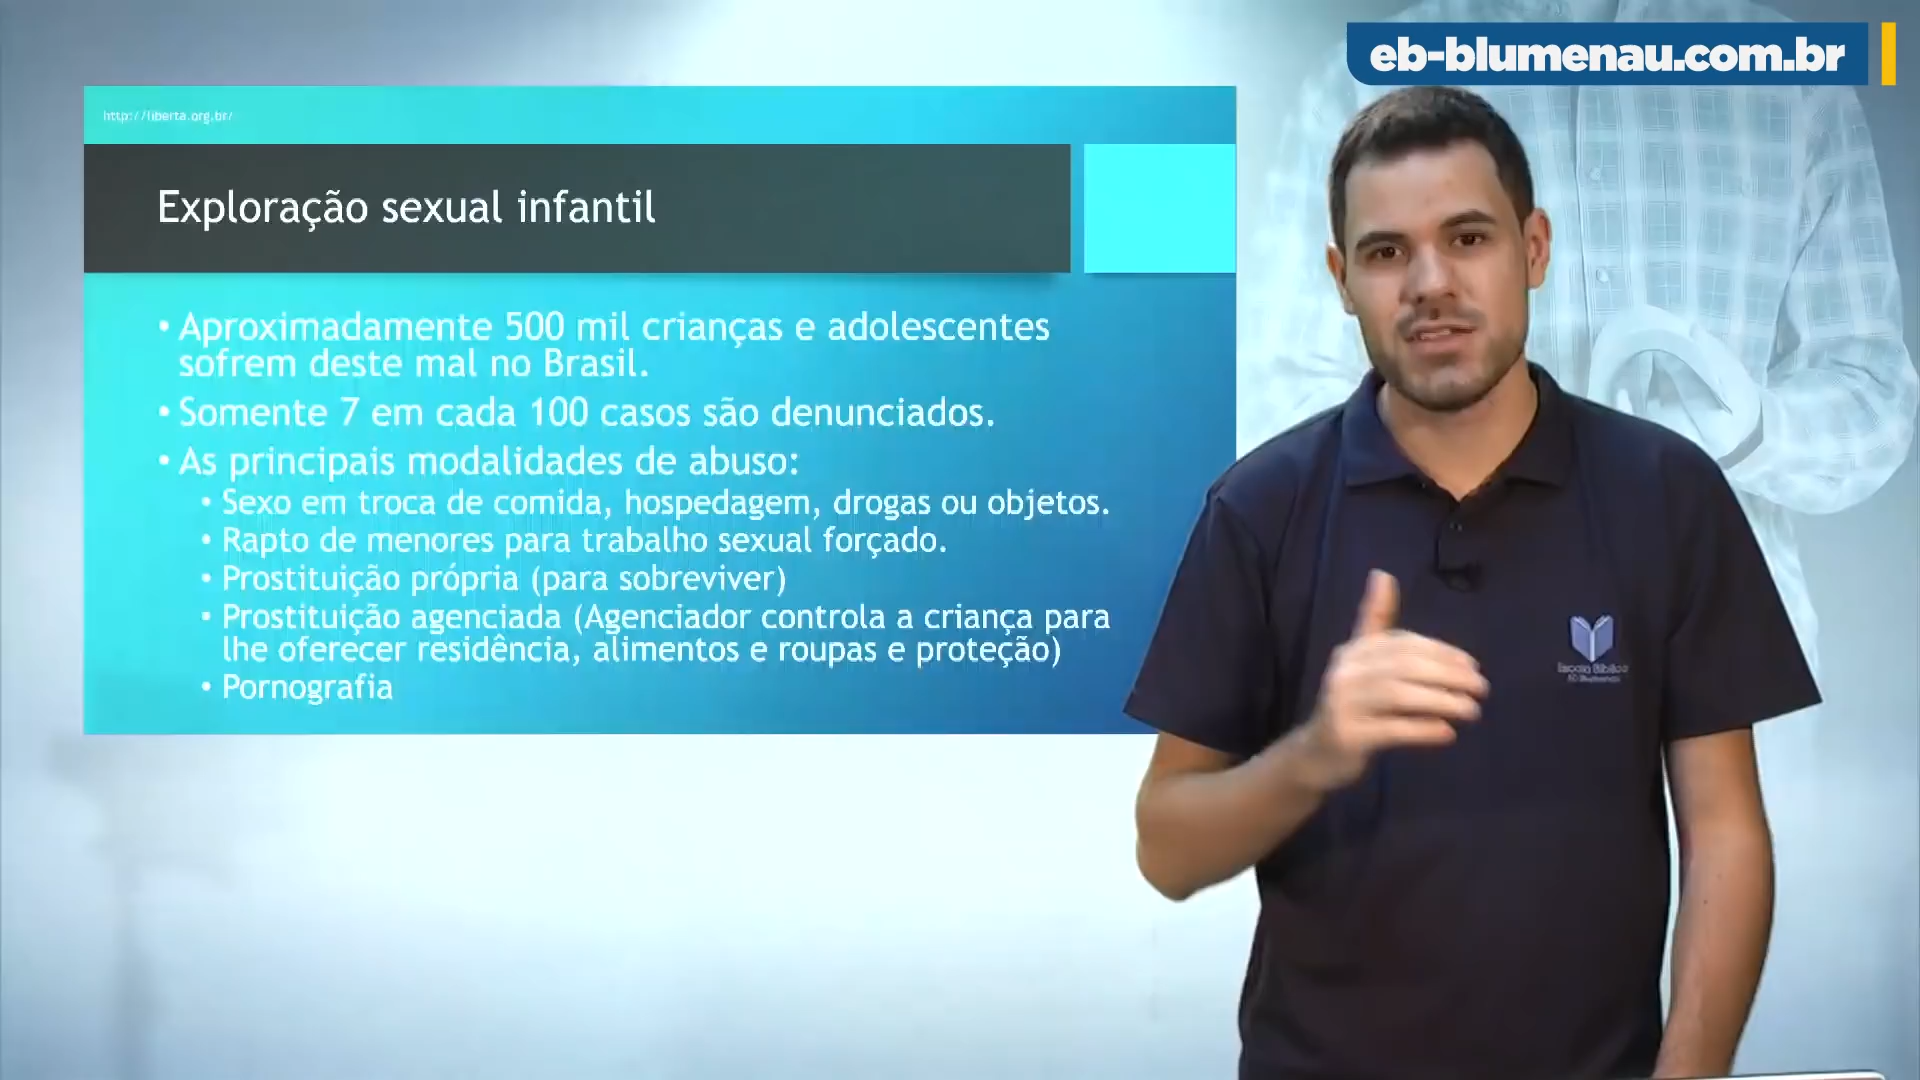 eb-blumenau.com.br
http://liberta.org.br/
Exploração sexual infantil
• Aproximadamente 500 mil crianças e adolescentes
sofrem deste mal no Brasil.
• Somente 7 em cada 100 casos são denunciados.
• As principais modalidades de abuso:
• Sexo em troca de comida, hospedagem, drogas ou objetos.
• Rapto de menores para trabalho sexual forçado.
• Prostituição própria (para sobreviver)
• Prostituição agenciada (Agenciador controla a criança para
lhe oferecer residência, alimentos e roupas e proteção)
• Pornografia
Escola Bíblica